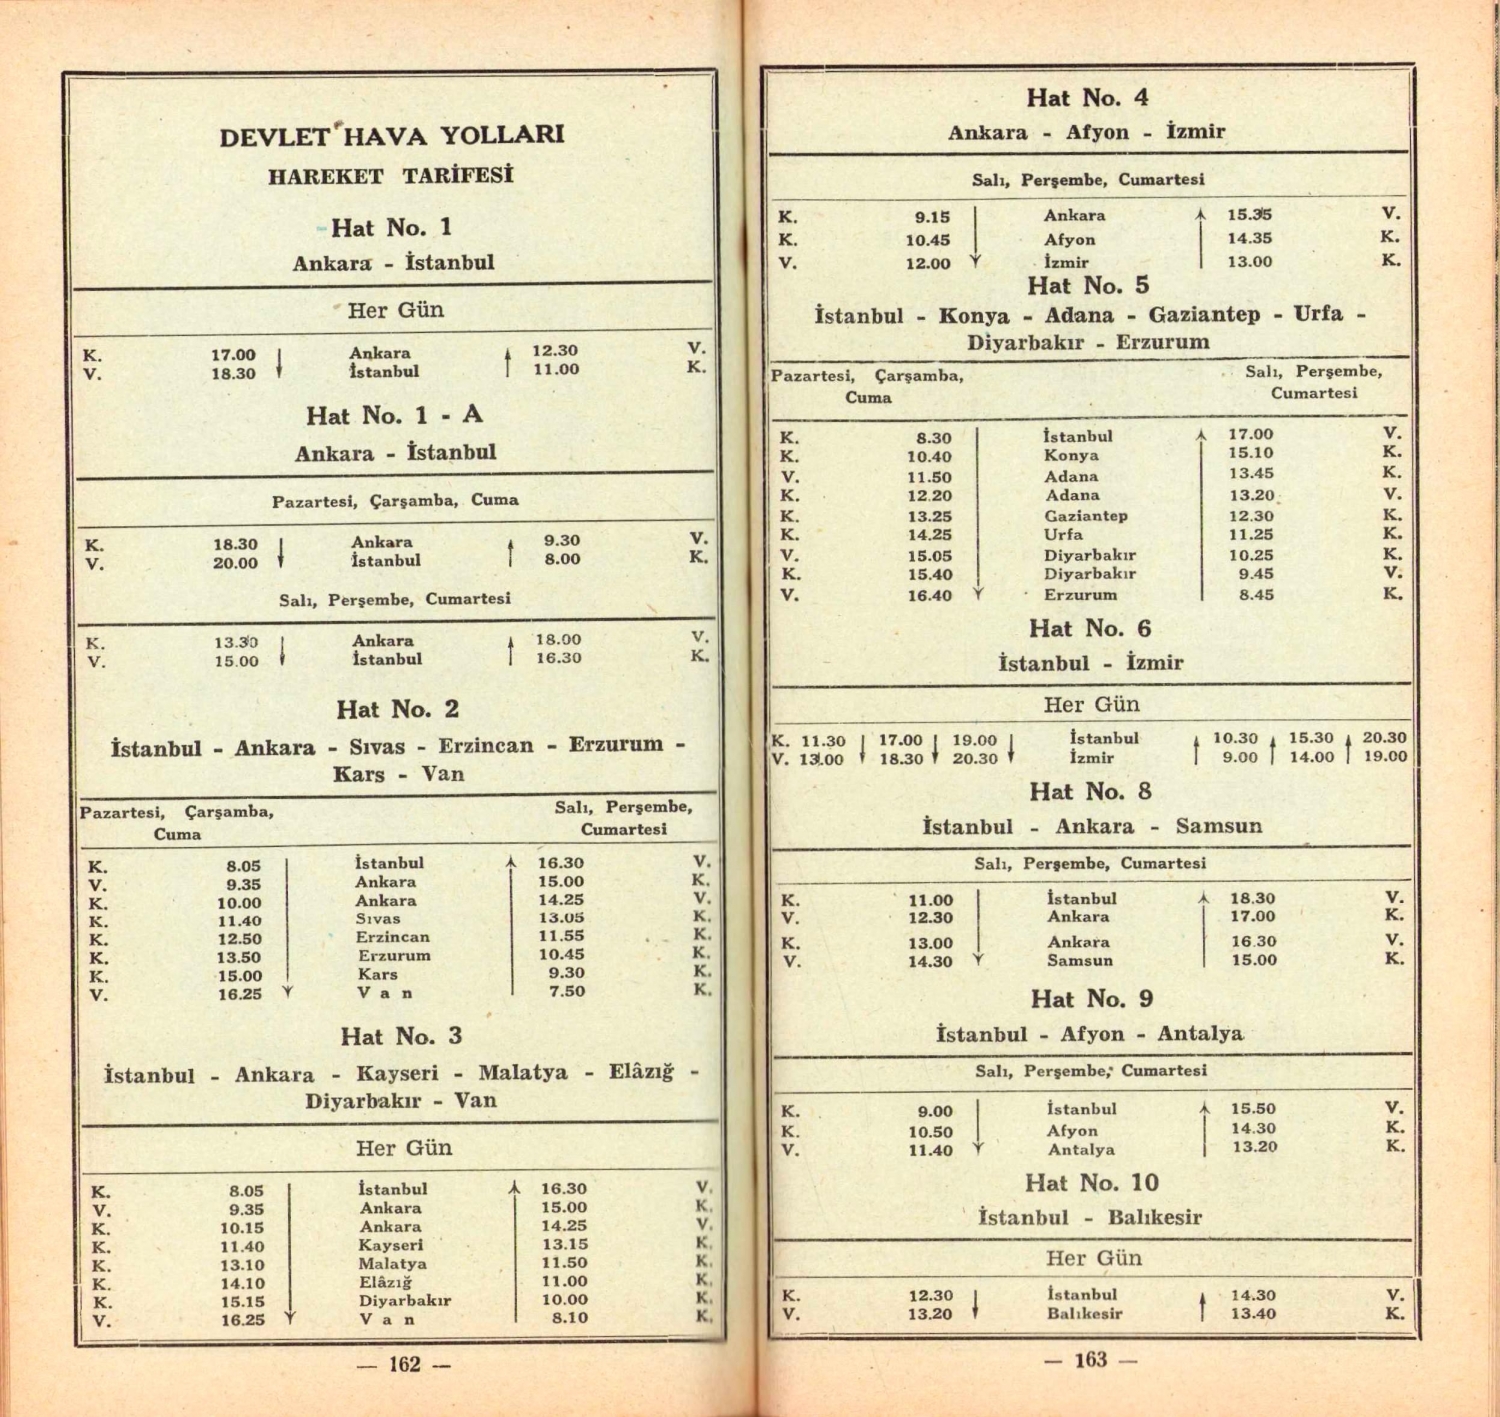 DEVLET HAVA YOLLARI
HAREKET TARİFESİ
Hat No. 1
Ankara - İstanbul
Her Gün
K. 17.00 Ankara 12.30 V.
V. 18.30 İstanbul 11.00 K.
Hat No. 1 - A
Ankara - İstanbul
Pazartesi, Çarşamba, Cuma
K. 18.30 Ankara 9.30 V.
V. 20.00 İstanbul 8.00 K.
Salı, Perşembe, Cumartesi
K. 13.30 Ankara 18.00 V.
V. 15.00 İstanbul 16.30 K.
Hat No. 2
İstanbul - Ankara - Sıvas - Erzincan - Erzurum -
Kars - Van
Pazartesi, Çarşamba, Salı, Perşembe,
Cuma Cumartesi
K. 8.05 İstanbul 16.30 V.
V. 9.35 Ankara 15.00 K.
K. 10.00 Ankara 14.25 V.
K. 11.40 Sıvas 13.05 K.
K. 12.50 Erzincan 11.55 K.
K. 13.50 Erzurum 10.45 K.
K. 15.00 Kars 9.30 K.
V. 16.25 Van 7.50 K.
Hat No. 3
İstanbul - Ankara - Kayseri - Malatya - Elâzığ -
Diyarbakır - Van
Her Gün
K. 8.05 İstanbul 16.30 V.
V. 9.35 Ankara 15.00 K.
K. 10.15 Ankara 14.25 V.
K. 11.40 Kayseri 13.15 K.
K. 13.10 Malatya 11.50 K.
K. 14.10 Elâzığ 11.00 K.
K. 15.15 Diyarbakır 10.00 K.
V. 16.25 Van 8.10 K.
— 162 —
Hat No. 4
Ankara - Afyon - İzmir
Salı, Perşembe, Cumartesi
K. 9.15 Ankara 15.35 V.
K. 10.45 Afyon 14.35 K.
V. 12.00 İzmir 13.00 K.
Hat No. 5
İstanbul - Konya - Adana - Gaziantep - Urfa -
Diyarbakır - Erzurum
Pazartesi, Çarşamba, Salı, Perşembe,
Cuma Cumartesi
K. 8.30 İstanbul 17.00 V.
K. 10.40 Konya 15.10 K.
V. 11.50 Adana 13.45 K.
K. 12.20 Adana 13.20 V.
K. 13.25 Gaziantep 12.30 K.
K. 14.25 Urfa 11.25 K.
V. 15.05 Diyarbakır 10.25 K.
K. 15.40 Diyarbakır 9.45 V.
V. 16.40 Erzurum 8.45 K.
Hat No. 6
İstanbul - İzmir
Her Gün
K. 11.30 17.00 19.00 İstanbul 10.30 15.30 20.30
V. 13.00 18.30 20.30 İzmir 9.00 14.00 19.00
Hat No. 8
İstanbul - Ankara - Samsun
Salı, Perşembe, Cumartesi
K. 11.00 İstanbul 18.30 V.
V. 12.30 Ankara 17.00 K.
K. 13.00 Ankara 16.30 V.
V. 14.30 Samsun 15.00 K.
Hat No. 9
İstanbul - Afyon - Antalya
Salı, Perşembe, Cumartesi
K. 9.00 İstanbul 15.50 V.
K. 10.50 Afyon 14.30 K.
V. 11.40 Antalya 13.20 K.
Hat No. 10
İstanbul - Balıkesir
Her Gün
K. 12.30 İstanbul 14.30 V.
V. 13.20 Balıkesir 13.40 K.
— 163 —